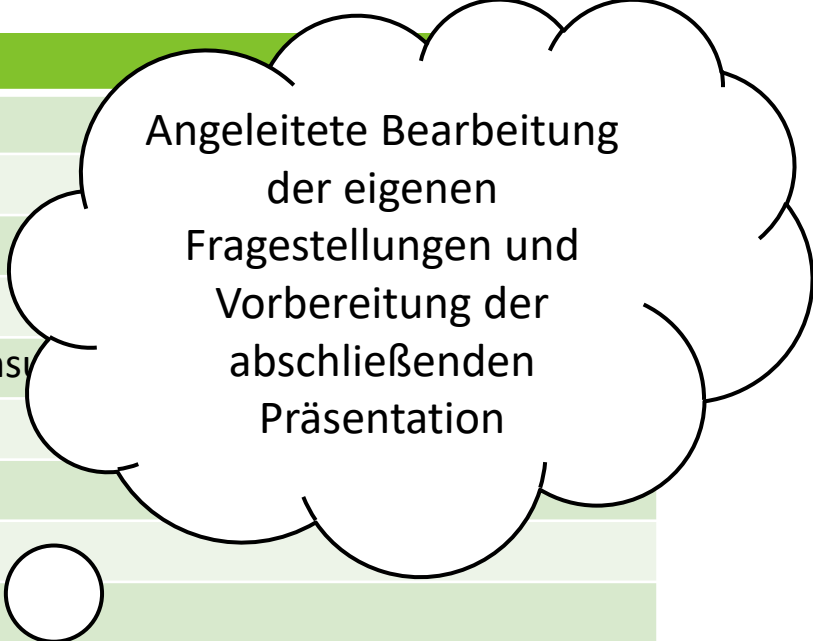 Angeleitete Bearbeitung
der eigenen
Fragestellungen und
Vorbereitung der
abschließenden
Präsentation